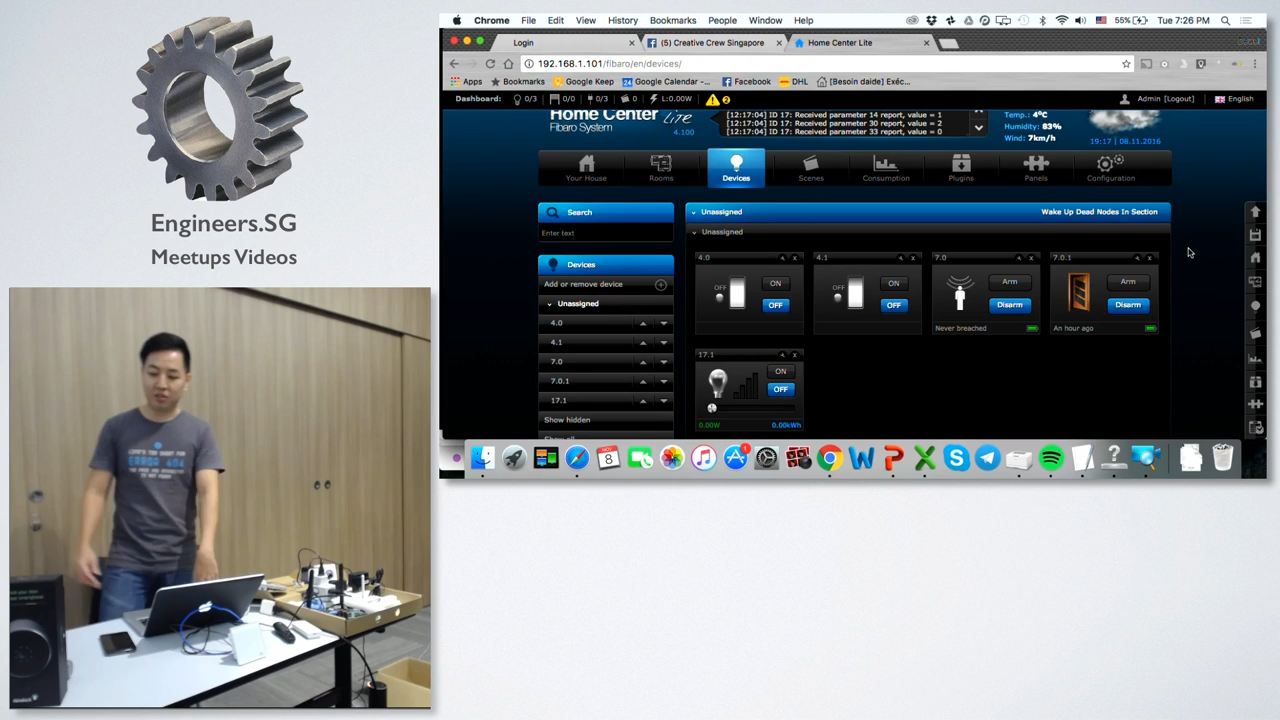 Engineers.SG
Meetups Videos
ERROR 404
Chrome File Edit View History Bookmarks People Window Help
55% Tue 7:26 PM
Login
(5) Creative Crew Singapore
Home Center Lite
192.168.1.101/fibaro/en/devices/
Apps Bookmarks Google Keep Google Calendar -... Facebook DHL [Besoin daide] Exéc...
Dashboard: 0/3 0/0 0/3 0 L:0.00W 2 Admin [Logout] English
Home Center Lite
Fibaro System 4.100
[12:17:04] ID 17: Received parameter 14 report, value = 1
[12:17:04] ID 17: Received parameter 30 report, value = 2
[12:17:04] ID 17: Received parameter 33 report, value = 0
Temp.: 4°C
Humidity: 83%
Wind: 7km/h
19:17 | 08.11.2016
Your House Rooms Devices Scenes Consumption Plugins Panels Configuration
Search
Enter text
Devices
Add or remove device
Unassigned
4.0
4.1
7.0
7.0.1
17.1
Show hidden
Unassigned Wake Up Dead Nodes In Section
Unassigned
4.0
OFF ON
OFF
4.1
OFF ON
OFF
7.0
Arm
Disarm
Never breached
7.0.1
Arm
Disarm
An hour ago
17.1
ON
OFF
0.00W 0.00kWh
8
1